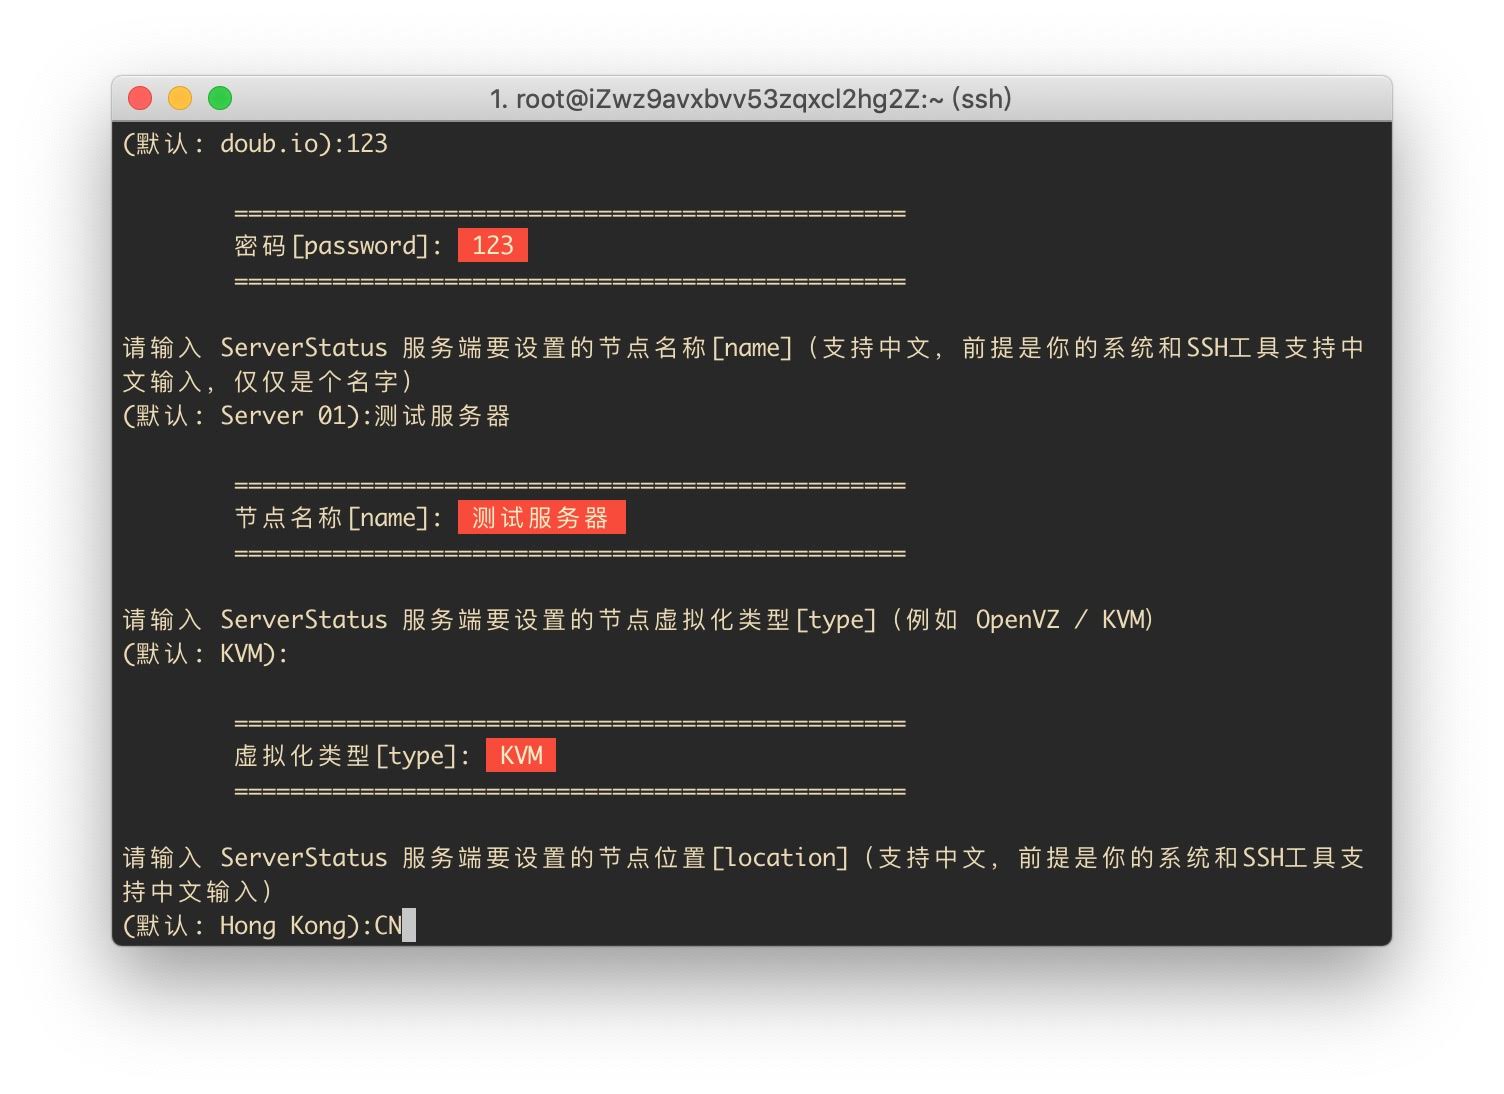 1. root@iZwz9avxbvv53zqxcl2hg2Z:~ (ssh)
(默认: doub.io):123
================================================
密码[password]: 123
================================================
请输入 ServerStatus 服务端要设置的节点名称[name]（支持中文，前提是你的系统和SSH工具支持中
文输入，仅仅是个名字）
(默认: Server 01):测试服务器
================================================
节点名称[name]: 测试服务器
================================================
请输入 ServerStatus 服务端要设置的节点虚拟化类型[type]（例如 OpenVZ / KVM）
(默认: KVM):
================================================
虚拟化类型[type]: KVM
================================================
请输入 ServerStatus 服务端要设置的节点位置[location]（支持中文，前提是你的系统和SSH工具支
持中文输入）
(默认: Hong Kong):CN